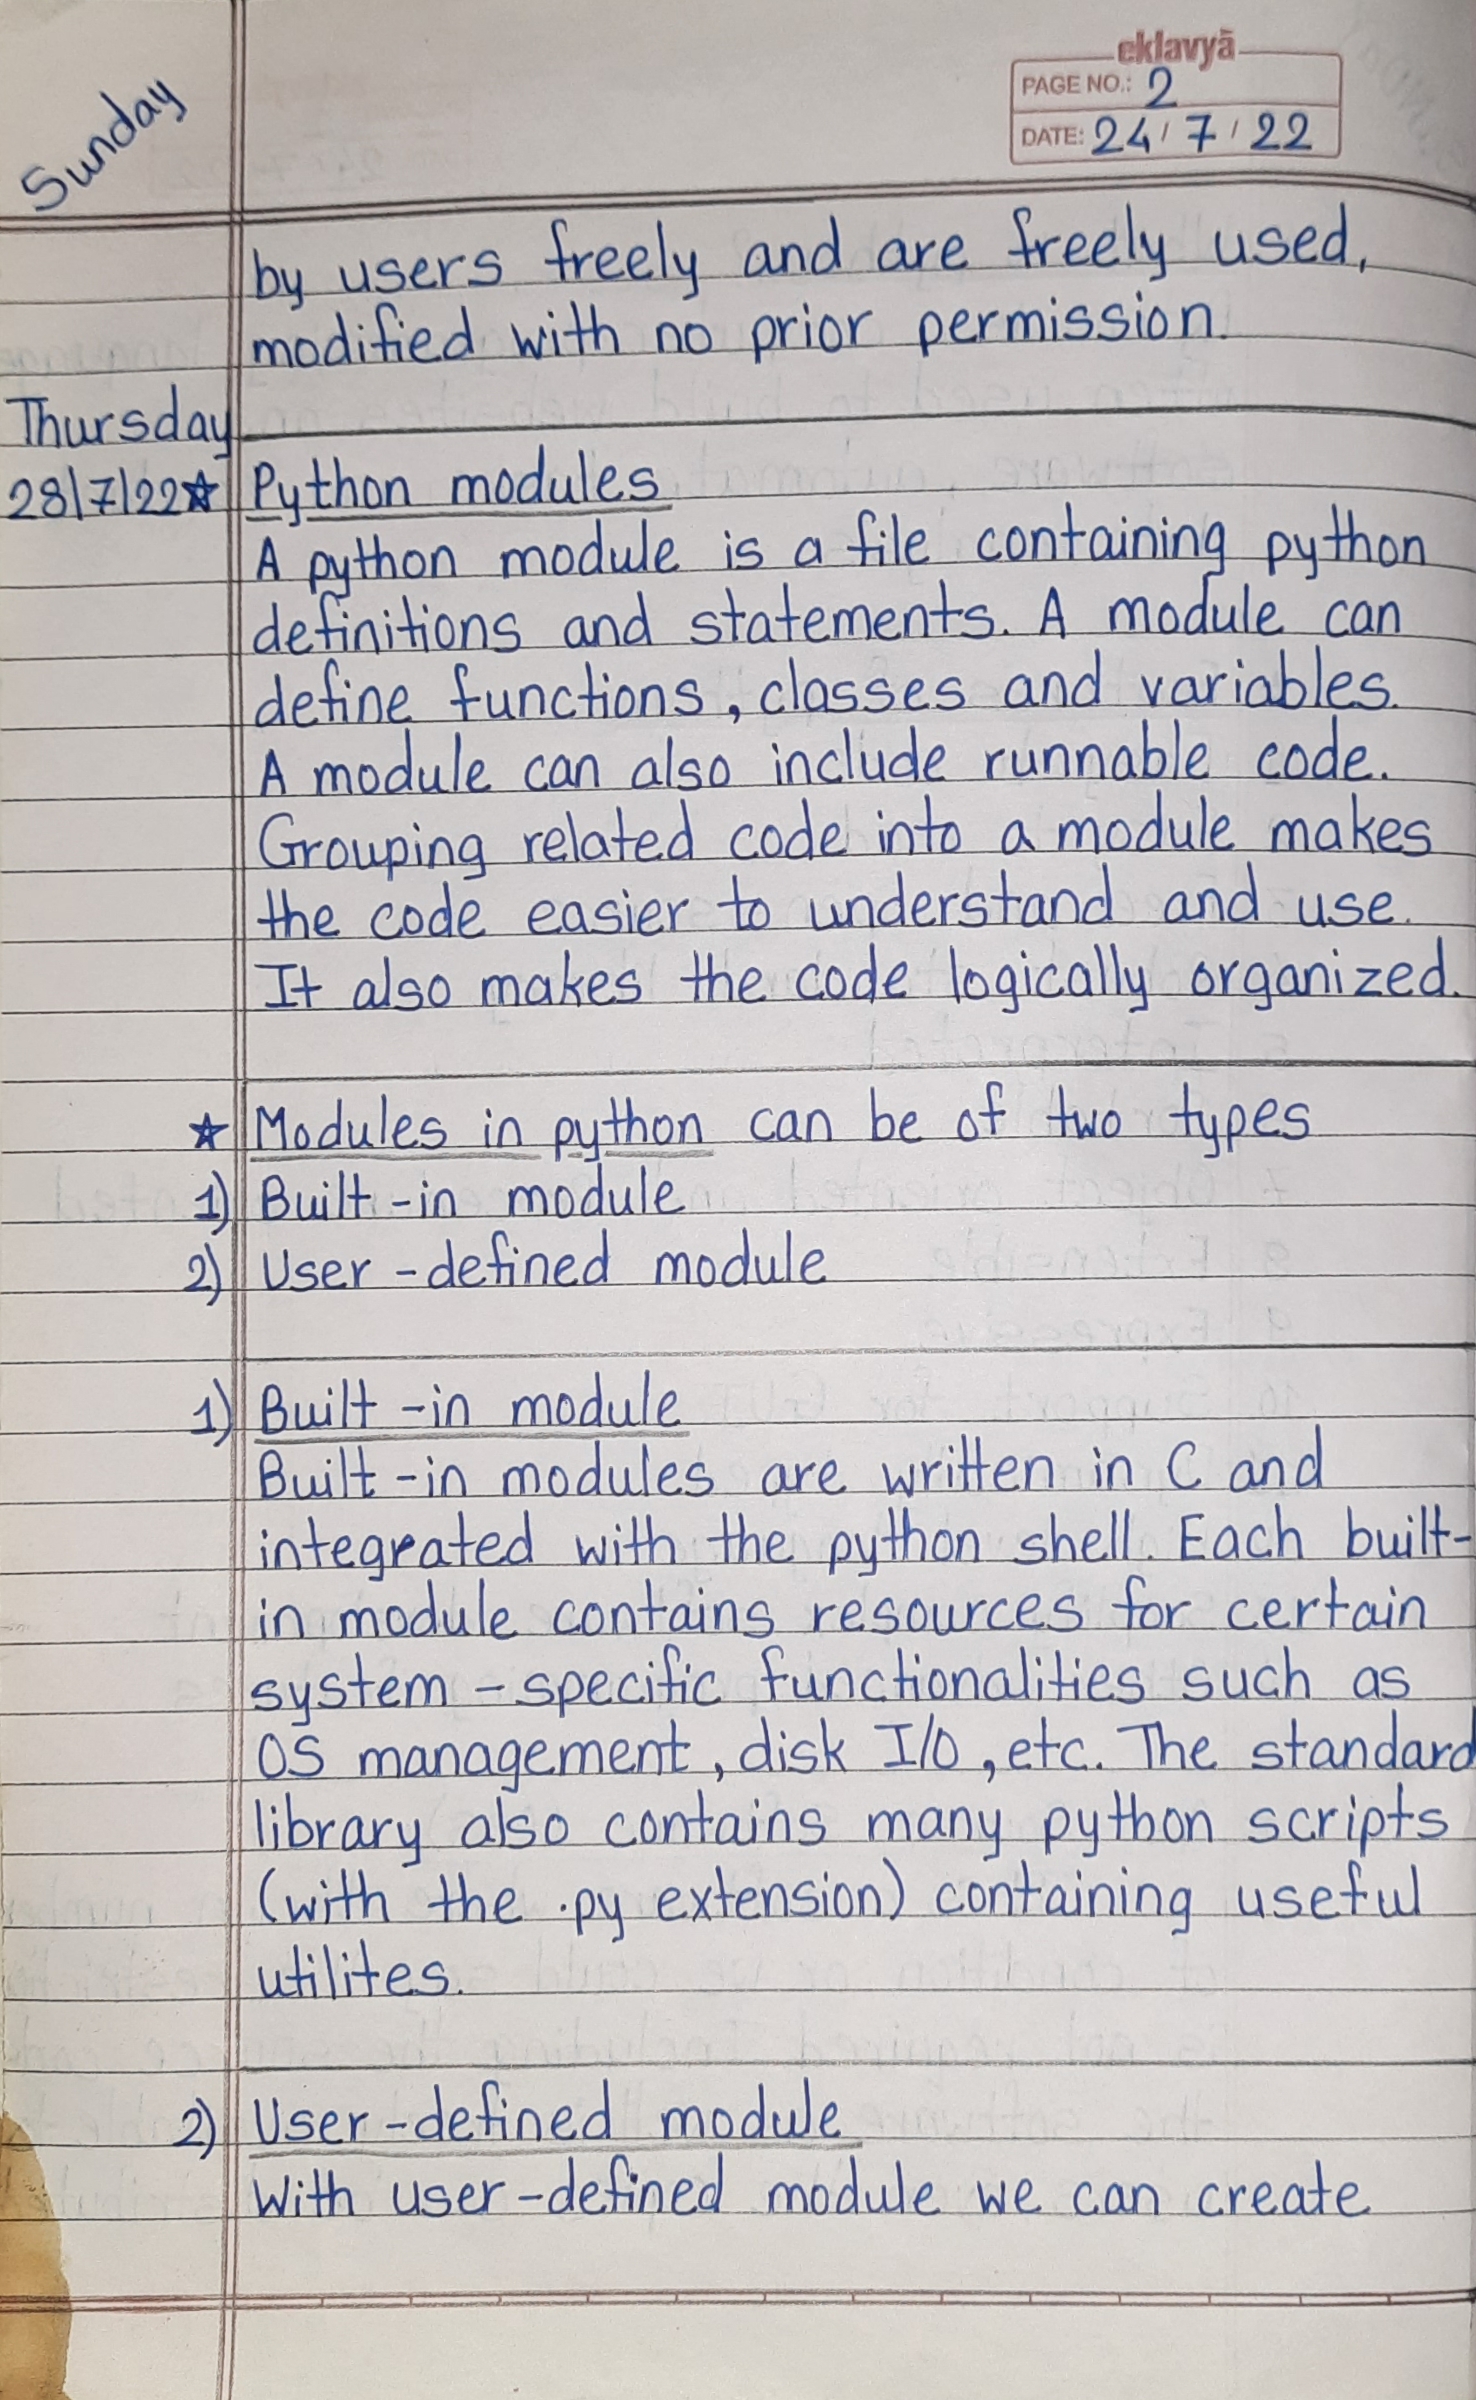 Sunday
eklavyā
PAGE NO.: 2
DATE: 24/7/22
by users freely and are freely used,
modified with no prior permission.
Thursday
28/7/22 ☆ Python modules
A python module is a file containing python
definitions and statements. A module can
define functions, classes and variables.
A module can also include runnable code.
Grouping related code into a module makes
the code easier to understand and use.
It also makes the code logically organized.
☆ Modules in python can be of two types
1) Built-in module
2) User-defined module
1) Built-in module
Built-in modules are written in C and
integrated with the python shell. Each built-
in module contains resources for certain
system-specific functionalities such as
OS management, disk I/O, etc. The standard
library also contains many python scripts
(with the .py extension) containing useful
utilites.
2) User-defined module
With user-defined module we can create